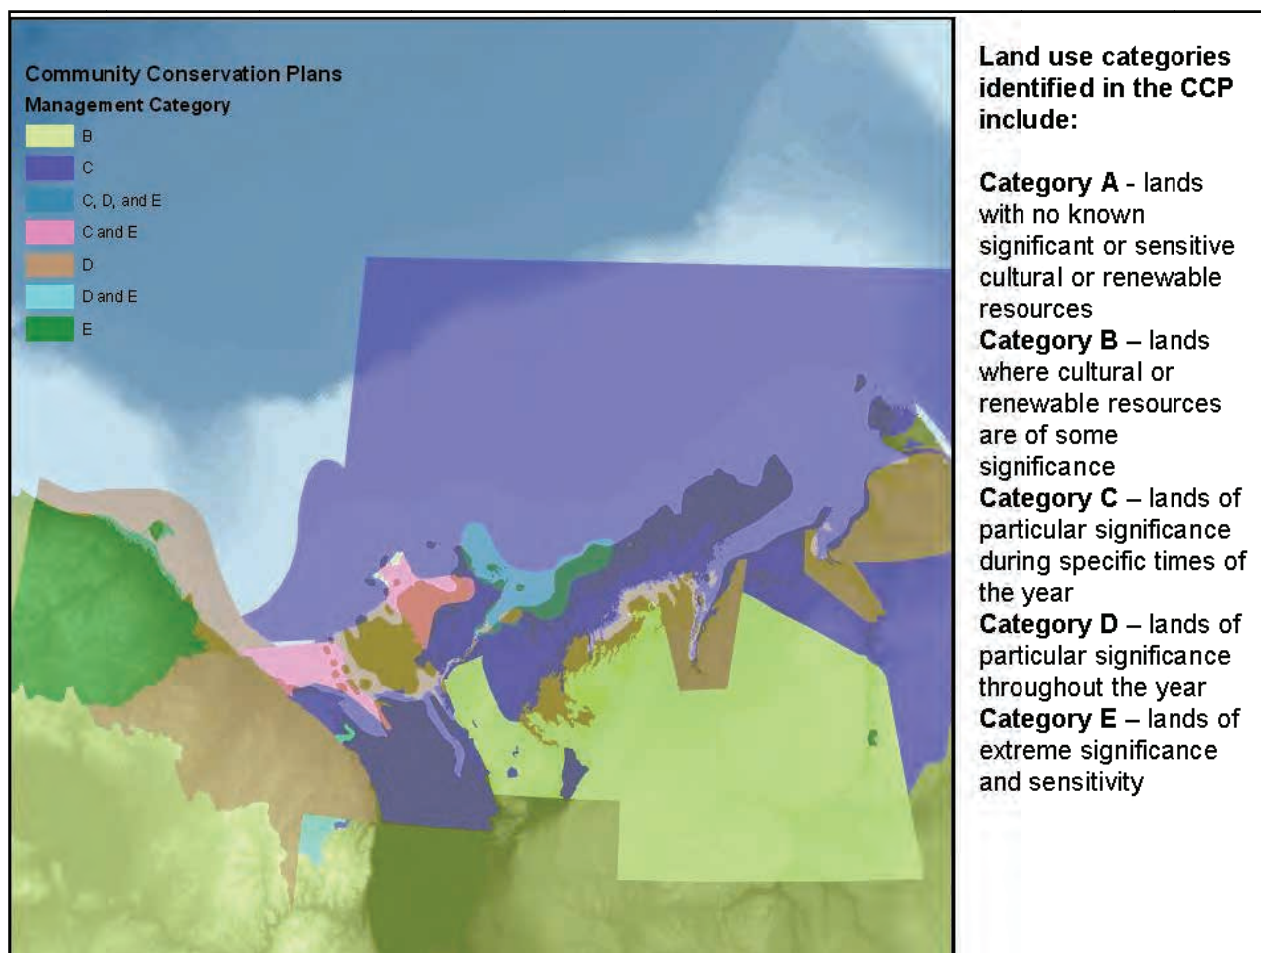 Community Conservation Plans
Management Category
B
C
C, D, and E
C and E
D
D and E
E
Land use categories
identified in the CCP
include:
Category A - lands
with no known
significant or sensitive
cultural or renewable
resources
Category B – lands
where cultural or
renewable resources
are of some
significance
Category C – lands of
particular significance
during specific times of
the year
Category D – lands of
particular significance
throughout the year
Category E – lands of
extreme significance
and sensitivity